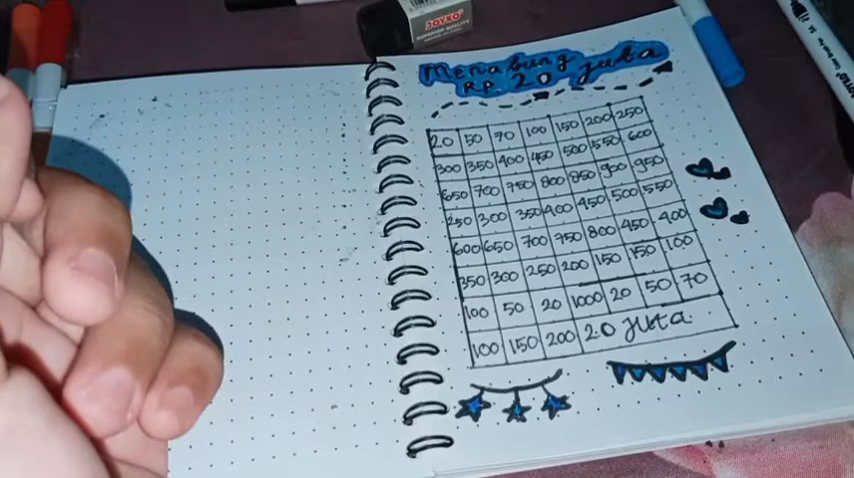 JOYKO
SUPERIOR QUALITY
Menabung
RP. 20 juta
20 50 70 100 150 200 250
300 350 400 450 500 550 600
650 700 750 800 850 900 950
250 300 350 400 450 500 550
600 650 700 750 800 450 400
350 300 250 200 150 150 100
100 50 20 1000 20 50 70
100 150 200 20 juta